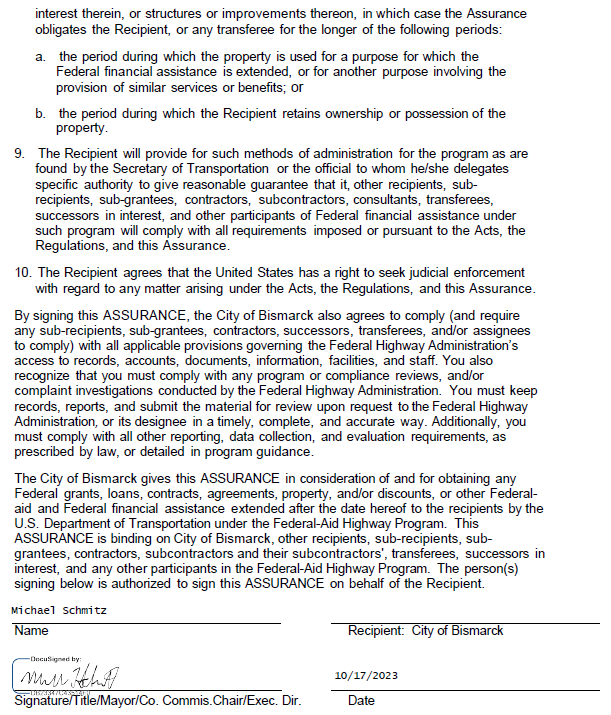 interest therein, or structures or improvements thereon, in which case the Assurance
obligates the Recipient, or any transferee for the longer of the following periods:
a. the period during which the property is used for a purpose for which the
Federal financial assistance is extended, or for another purpose involving the
provision of similar services or benefits; or
b. the period during which the Recipient retains ownership or possession of the
property.
9. The Recipient will provide for such methods of administration for the program as are
found by the Secretary of Transportation or the official to whom he/she delegates
specific authority to give reasonable guarantee that it, other recipients, sub-
recipients, sub-grantees, contractors, subcontractors, consultants, transferees,
successors in interest, and other participants of Federal financial assistance under
such program will comply with all requirements imposed or pursuant to the Acts, the
Regulations, and this Assurance.
10. The Recipient agrees that the United States has a right to seek judicial enforcement
with regard to any matter arising under the Acts, the Regulations, and this Assurance.
By signing this ASSURANCE, the City of Bismarck also agrees to comply (and require
any sub-recipients, sub-grantees, contractors, successors, transferees, and/or assignees
to comply) with all applicable provisions governing the Federal Highway Administration's
access to records, accounts, documents, information, facilities, and staff. You also
recognize that you must comply with any program or compliance reviews, and/or
complaint investigations conducted by the Federal Highway Administration. You must keep
records, reports, and submit the material for review upon request to the Federal Highway
Administration, or its designee in a timely, complete, and accurate way. Additionally, you
must comply with all other reporting, data collection, and evaluation requirements, as
prescribed by law, or detailed in program guidance.
The City of Bismarck gives this ASSURANCE in consideration of and for obtaining any
Federal grants, loans, contracts, agreements, property, and/or discounts, or other Federal-
aid and Federal financial assistance extended after the date hereof to the recipients by the
U.S. Department of Transportation under the Federal-Aid Highway Program. This
ASSURANCE is binding on City of Bismarck, other recipients, sub-recipients, sub-
grantees, contractors, subcontractors and their subcontractors', transferees, successors in
interest, and any other participants in the Federal-Aid Highway Program. The person(s)
signing below is authorized to sign this ASSURANCE on behalf of the Recipient.
Michael Schmitz
Name Recipient: City of Bismarck
DocuSigned by:
10/17/2023
Signature/Title/Mayor/Co. Commis.Chair/Exec. Dir. Date